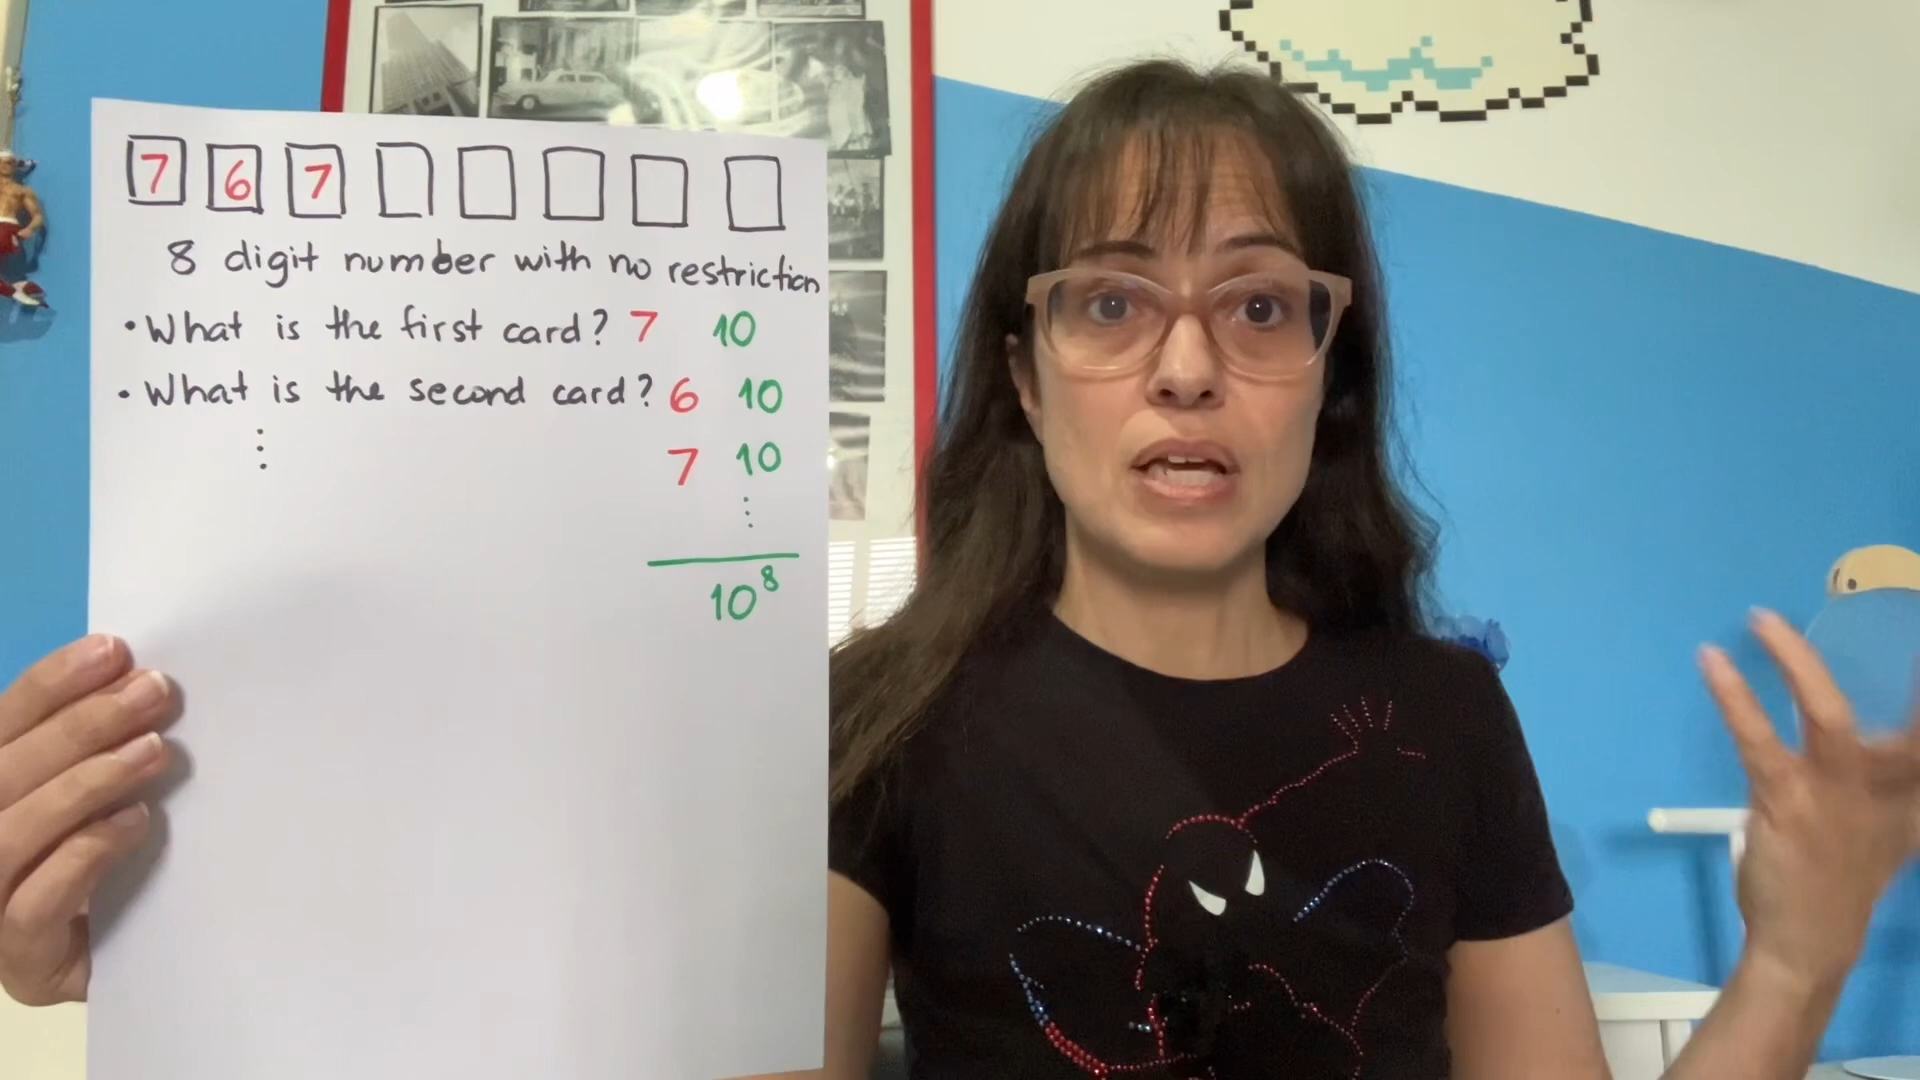 7 6 7
8 digit number with no restriction
• What is the first card? 7 10
• What is the second card? 6 10
⋮ 7 10
⋮
10⁸